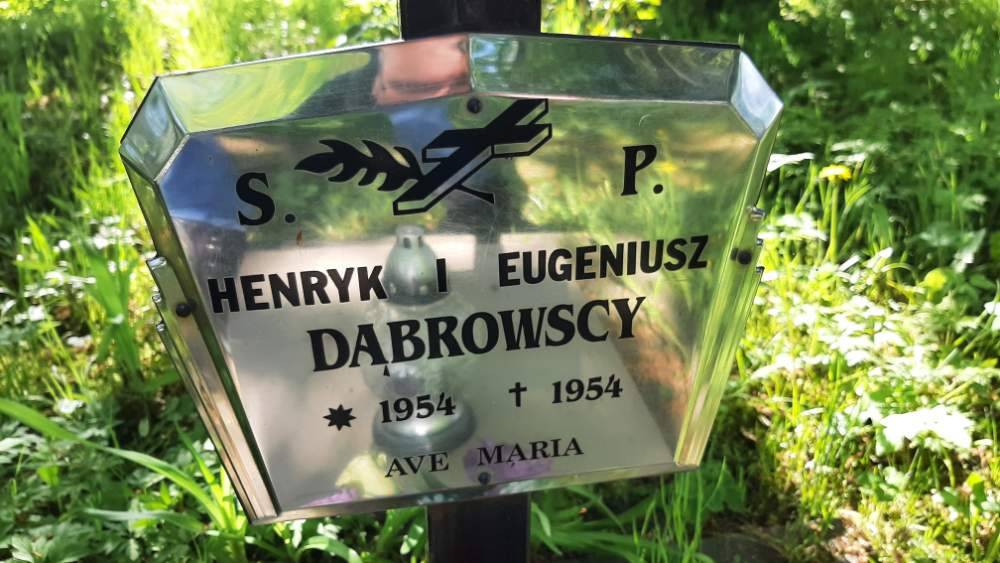 S. P.
HENRYK I EUGENIUSZ
DĄBROWSCY
✷ 1954 † 1954
AVE MARIA